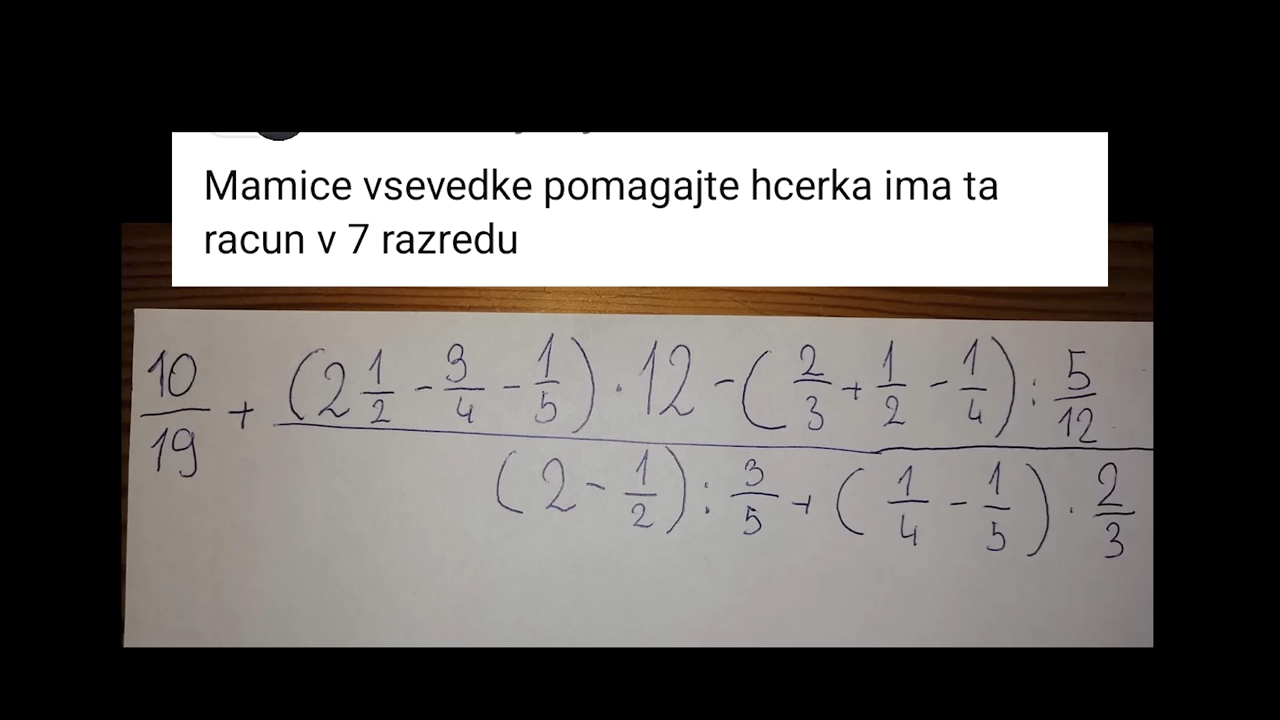 Mamice vsevedke pomagajte hcerka ima ta
racun v 7 razredu
10/19 + (2 1/2 - 3/4 - 1/5) · 12 - (2/3 + 1/2 - 1/4) : 5/12
(2 - 1/2) : 3/5 + (1/4 - 1/5) · 2/3